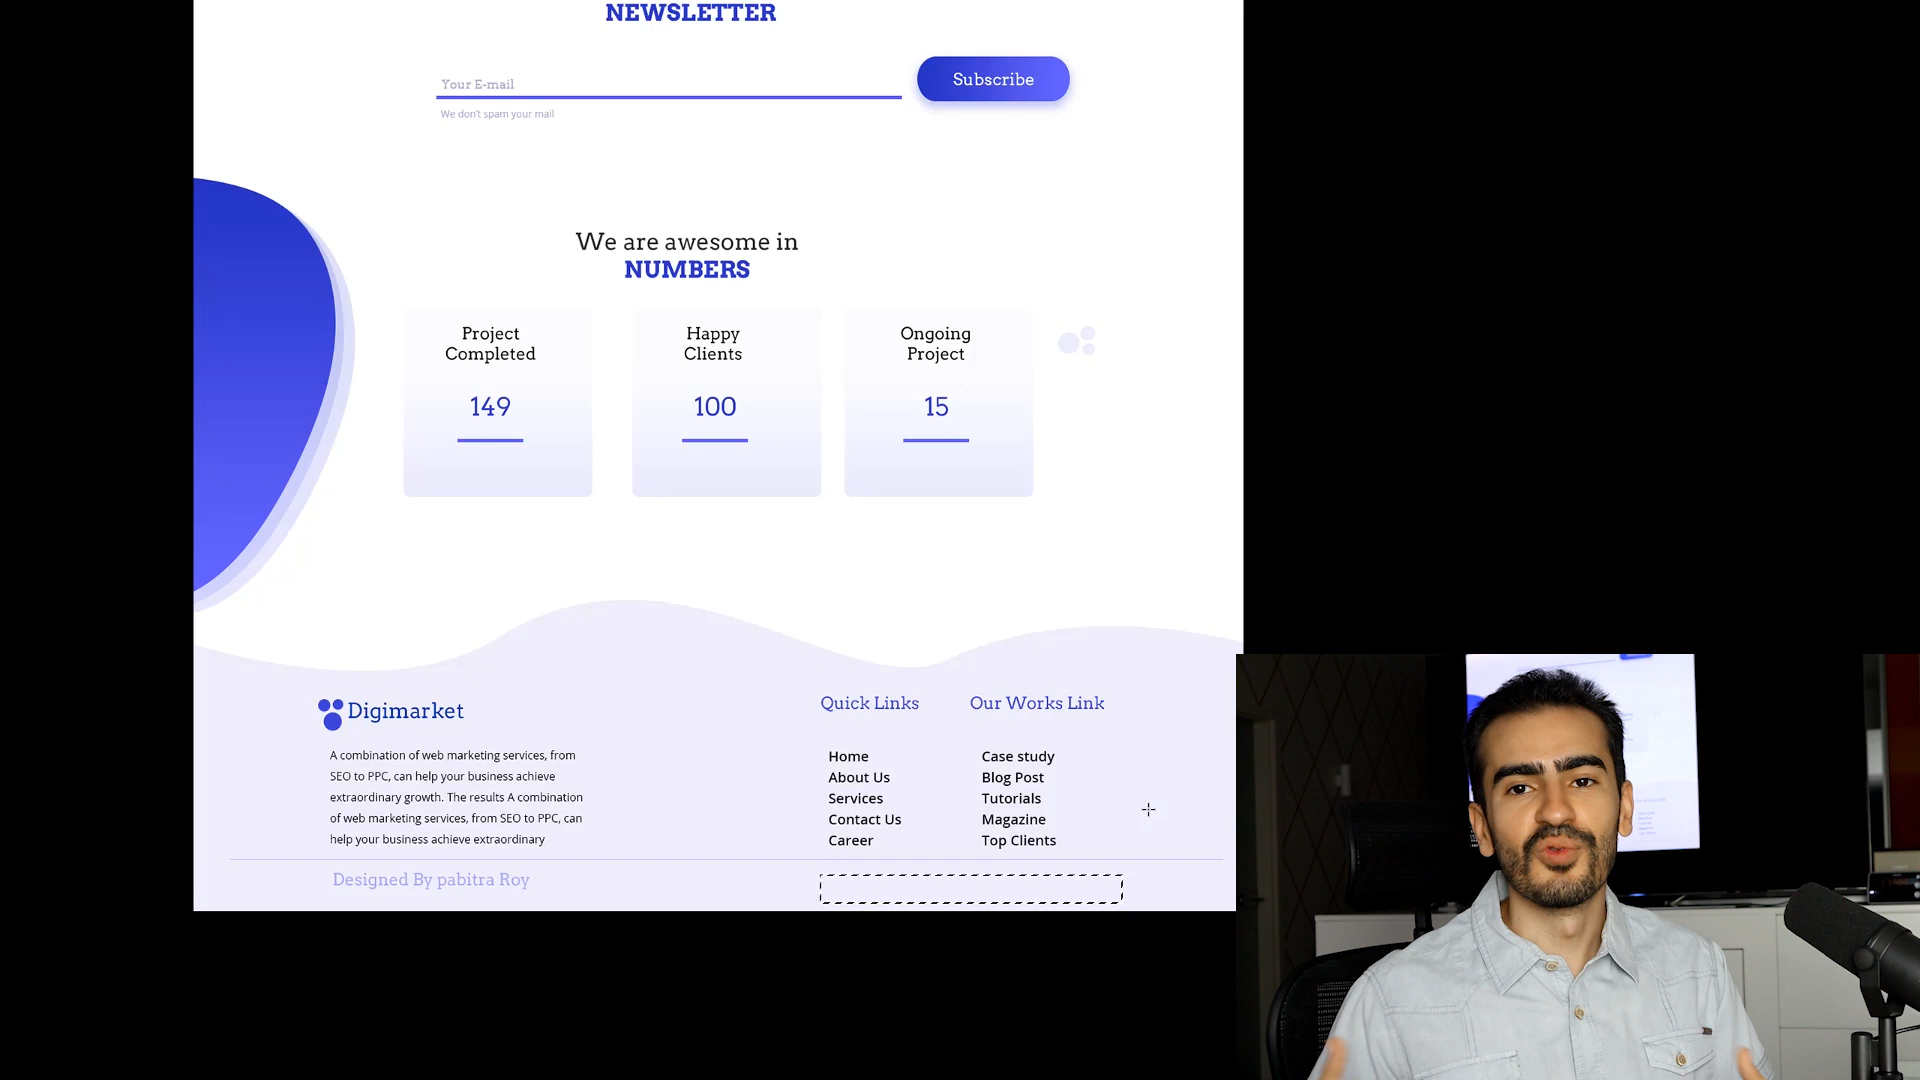 NEWSLETTER
Your E-mail
Subscribe
We don't spam your mail
We are awesome in
NUMBERS
Project
Completed
149
Happy
Clients
100
Ongoing
Project
15
Digimarket
A combination of web marketing services, from
SEO to PPC, can help your business achieve
extraordinary growth. The results A combination
of web marketing services, from SEO to PPC, can
help your business achieve extraordinary
Quick Links
Home
About Us
Services
Contact Us
Career
Our Works Link
Case study
Blog Post
Tutorials
Magazine
Top Clients
Designed By pabitra Roy